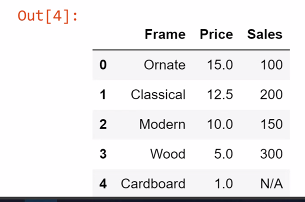 Out[4]:
Frame Price Sales
0 Ornate 15.0 100
1 Classical 12.5 200
2 Modern 10.0 150
3 Wood 5.0 300
4 Cardboard 1.0 N/A